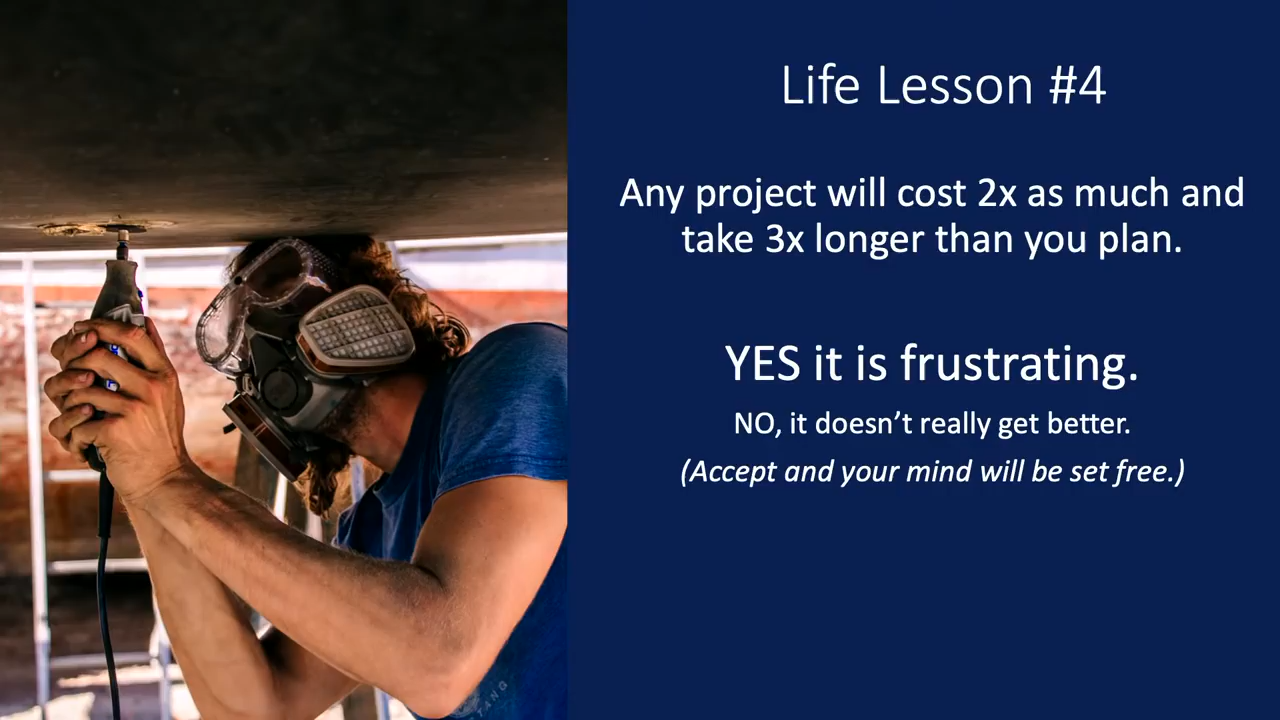 Life Lesson #4
Any project will cost 2x as much and
take 3x longer than you plan.
YES it is frustrating.
NO, it doesn’t really get better.
(Accept and your mind will be set free.)